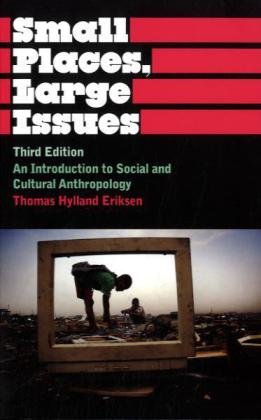 Small
Places,
Large
Issues
Third Edition
An Introduction to Social and
Cultural Anthropology
Thomas Hylland Eriksen